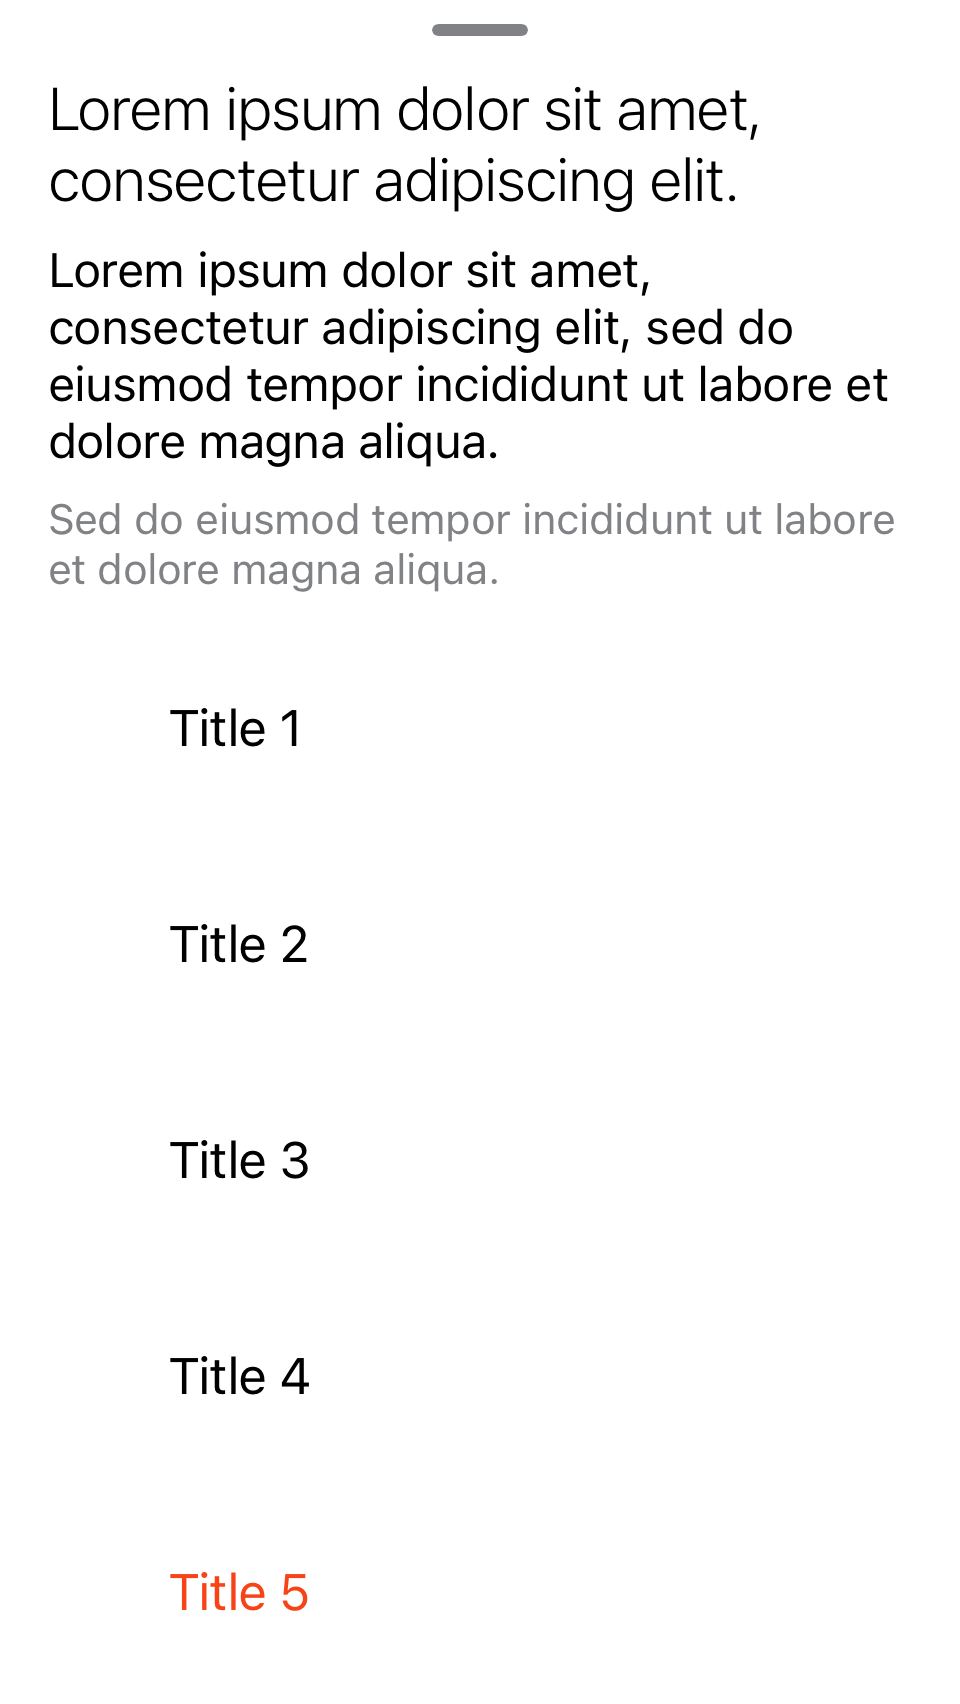 Lorem ipsum dolor sit amet,
consectetur adipiscing elit.
Lorem ipsum dolor sit amet,
consectetur adipiscing elit, sed do
eiusmod tempor incididunt ut labore et
dolore magna aliqua.
Sed do eiusmod tempor incididunt ut labore
et dolore magna aliqua.
Title 1
Title 2
Title 3
Title 4
Title 5